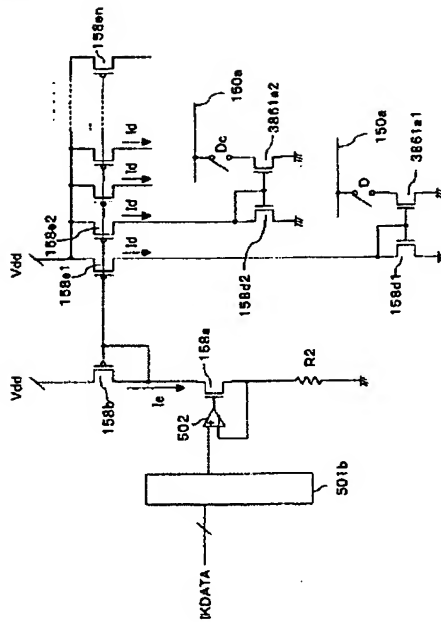 Vdd
Vdd
158e1
158e2
158en
Id
Id
Id
Id
158b
Ie
158a
502
R2
IKDATA
501b
150a
Dc
3861a2
158d2
150a
D
3861a1
158d1